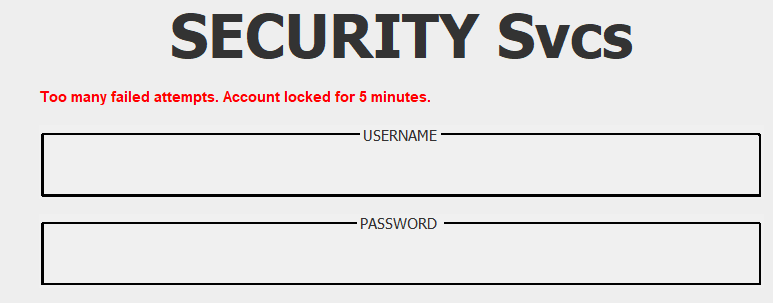 SECURITY Svcs
Too many failed attempts. Account locked for 5 minutes.
USERNAME
PASSWORD